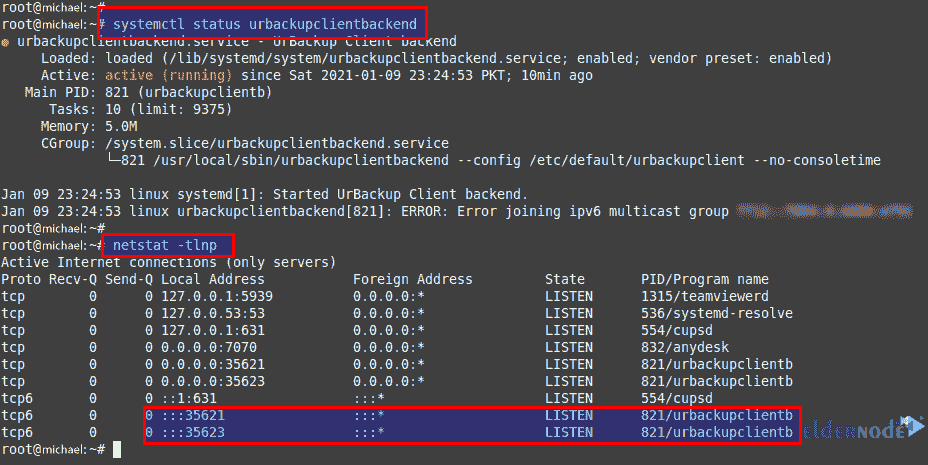 root@michael:~#
root@michael:~# systemctl status urbackupclientbackend
● urbackupclientbackend.service - UrBackup Client backend
     Loaded: loaded (/lib/systemd/system/urbackupclientbackend.service; enabled; vendor preset: enabled)
     Active: active (running) since Sat 2021-01-09 23:24:53 PKT; 10min ago
   Main PID: 821 (urbackupclientb)
      Tasks: 10 (limit: 9375)
     Memory: 5.0M
     CGroup: /system.slice/urbackupclientbackend.service
             └─821 /usr/local/sbin/urbackupclientbackend --config /etc/default/urbackupclient --no-consoletime
Jan 09 23:24:53 linux systemd[1]: Started UrBackup Client backend.
Jan 09 23:24:53 linux urbackupclientbackend[821]: ERROR: Error joining ipv6 multicast group
root@michael:~#
root@michael:~# netstat -tlnp
Active Internet connections (only servers)
Proto Recv-Q Send-Q Local Address           Foreign Address         State       PID/Program name
tcp        0      0 127.0.0.1:5939          0.0.0.0:*               LISTEN      1315/teamviewerd
tcp        0      0 127.0.0.53:53           0.0.0.0:*               LISTEN      536/systemd-resolve
tcp        0      0 127.0.0.1:631           0.0.0.0:*               LISTEN      554/cupsd
tcp        0      0 0.0.0.0:7070            0.0.0.0:*               LISTEN      832/anydesk
tcp        0      0 0.0.0.0:35621           0.0.0.0:*               LISTEN      821/urbackupclientb
tcp        0      0 0.0.0.0:35623           0.0.0.0:*               LISTEN      821/urbackupclientb
tcp6       0      0 ::1:631                 :::*                    LISTEN      554/cupsd
tcp6       0      0 :::35621                :::*                    LISTEN      821/urbackupclientb
tcp6       0      0 :::35623                :::*                    LISTEN      821/urbackupclientb
eldernode
root@michael:~#